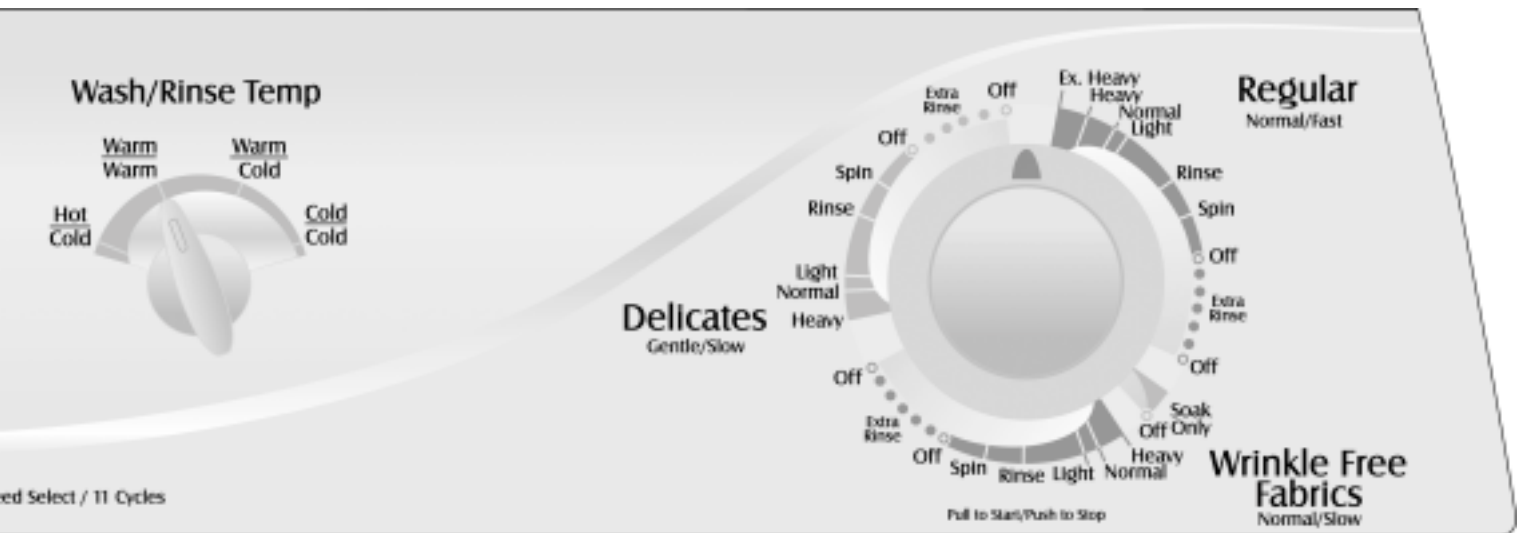 Wash/Rinse Temp
Warm
Warm
Warm
Cold
Hot
Cold
Cold
Cold
eed Select / 11 Cycles
Delicates
Gentle/Slow
Off
Extra
Rinse
Off
Spin
Rinse
Light
Normal
Heavy
Ex. Heavy
Heavy
Normal
Light
Rinse
Spin
Off
Extra
Rinse
Off
Regular
Normal/Fast
Soak
Only
Off
Heavy
Normal
Light
Rinse
Spin
Off
Extra
Rinse
Off
Wrinkle Free
Fabrics
Normal/Slow
Pull to Start/Push to Stop